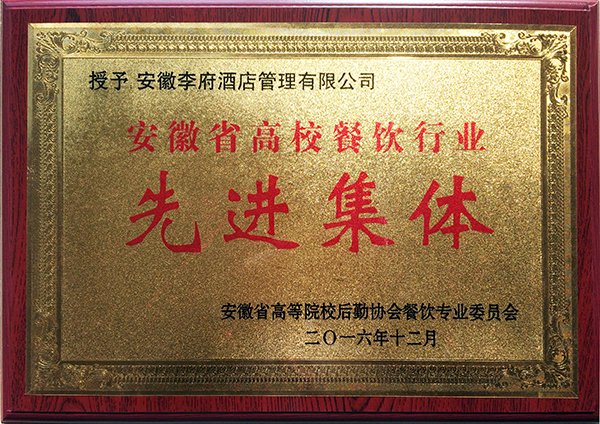 授予 安徽李府酒店管理有限公司
安徽省高校餐饮行业
先进集体
安徽省高等院校后勤协会餐饮专业委员会
二〇一六年十二月